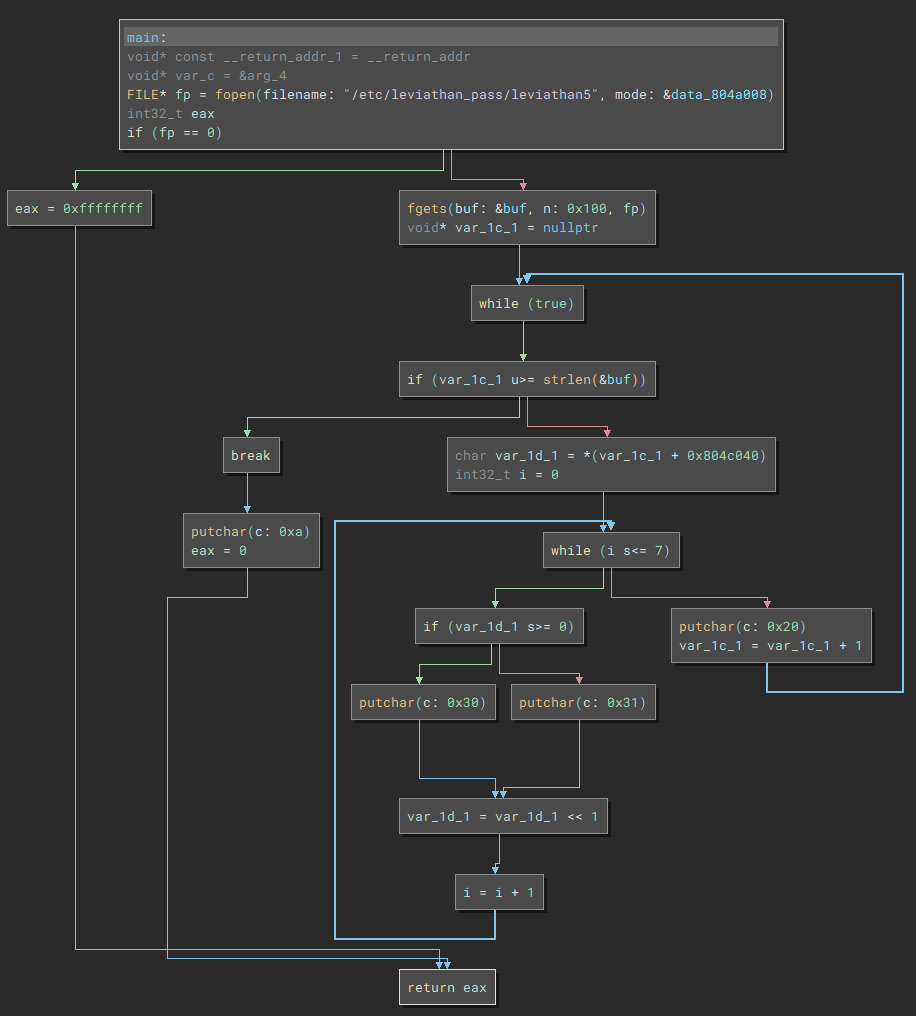 main:
void* const __return_addr_1 = __return_addr
void* var_c = &arg_4
FILE* fp = fopen(filename: "/etc/leviathan_pass/leviathan5", mode: &data_804a008)
int32_t eax
if (fp == 0)
eax = 0xffffffff
fgets(buf: &buf, n: 0x100, fp)
void* var_1c_1 = nullptr
while (true)
if (var_1c_1 u>= strlen(&buf))
break
char var_1d_1 = *(var_1c_1 + 0x804c040)
int32_t i = 0
putchar(c: 0xa)
eax = 0
while (i s<= 7)
if (var_1d_1 s>= 0)
putchar(c: 0x20)
var_1c_1 = var_1c_1 + 1
putchar(c: 0x30)
putchar(c: 0x31)
var_1d_1 = var_1d_1 << 1
i = i + 1
return eax